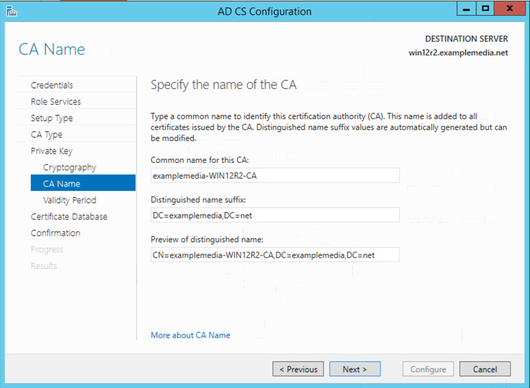 AD CS Configuration
CA Name
DESTINATION SERVER
win12r2.examplemedia.net
Credentials
Role Services
Setup Type
CA Type
Private Key
Cryptography
CA Name
Validity Period
Certificate Database
Confirmation
Progress
Results
Specify the name of the CA
Type a common name to identify this certification authority (CA). This name is added to all
certificates issued by the CA. Distinguished name suffix values are automatically generated but can
be modified.
Common name for this CA:
examplemedia-WIN12R2-CA
Distinguished name suffix:
DC=examplemedia,DC=net
Preview of distinguished name:
CN=examplemedia-WIN12R2-CA,DC=examplemedia,DC=net
More about CA Name
< Previous
Next >
Configure
Cancel